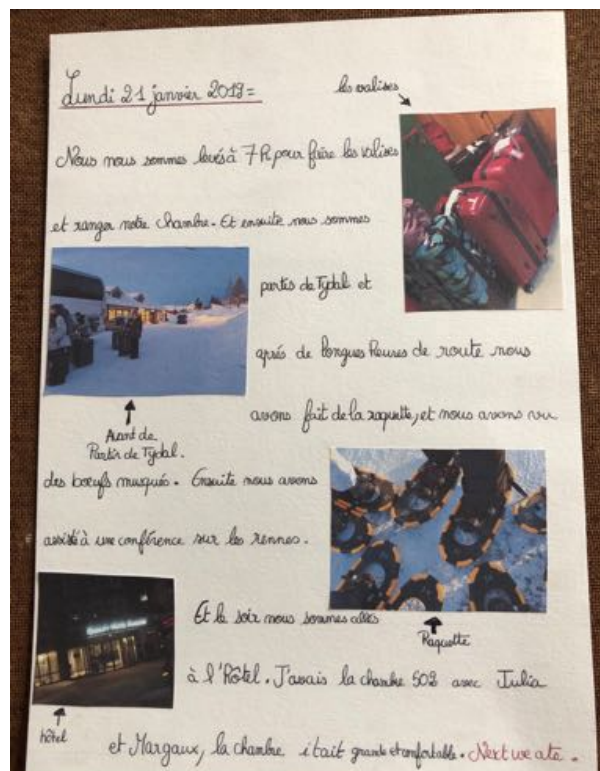 Lundi 21 janvier 2019 =
les valises
Nous nous sommes levés à 7h pour faire les valises
et ranger notre chambre. Et ensuite nous sommes
partis de Tydal et
après de longues heures de route nous
avons fait de la raquette, et nous avons vu
Avant de
Partir de Tydal.
des bœufs musqués. Ensuite nous avons
assisté à une conférence sur les rennes.
Et le soir nous sommes allés
Raquette
à l'hôtel. J'avais la chambre 502 avec Julia
hôtel
et Margaux, la chambre était grande et comfortable. Next we ate.